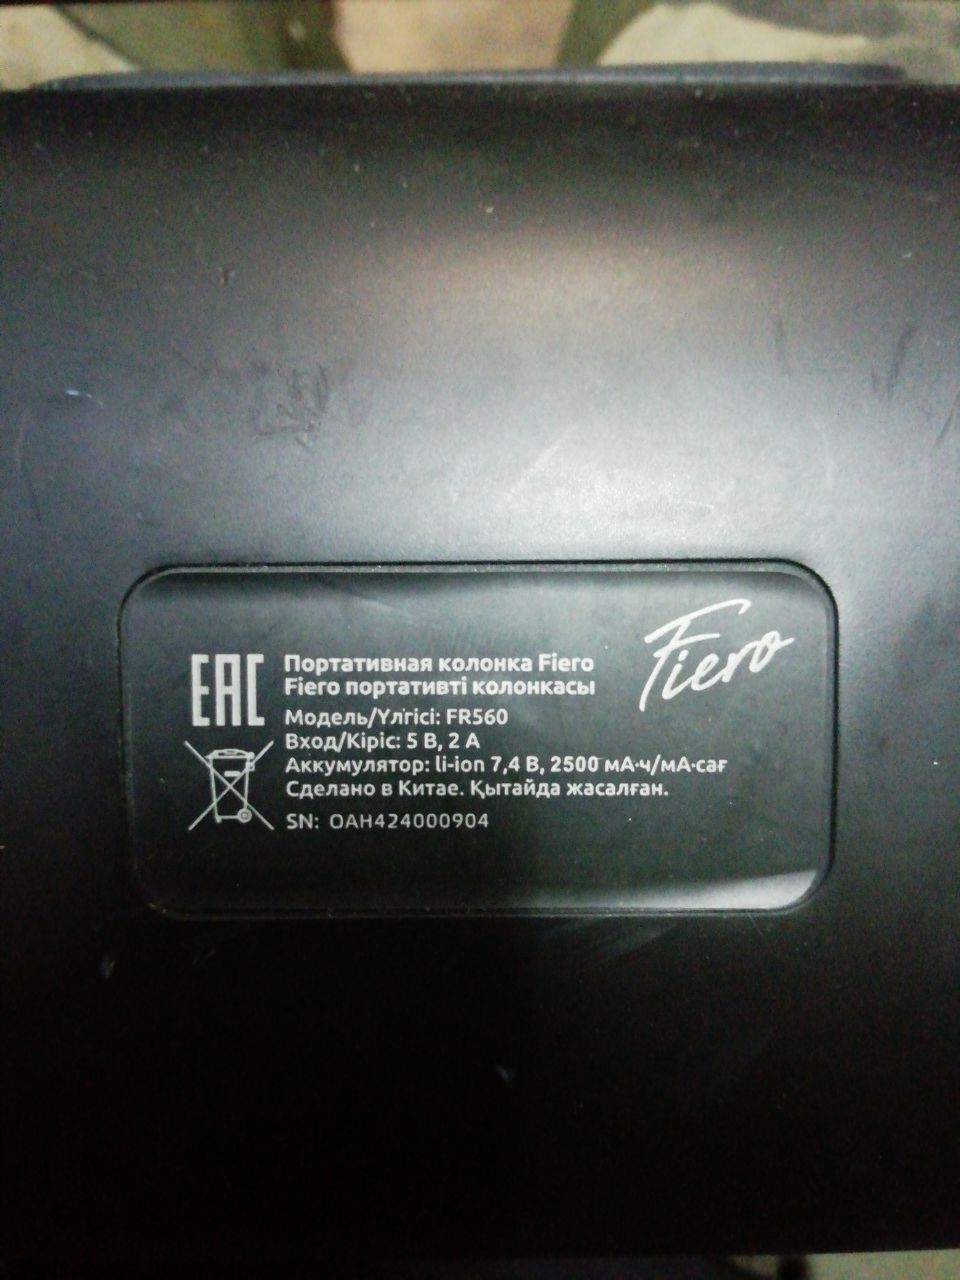 Fiero
EAC
Портативная колонка Fiero
Fiero портативті колонкасы
Модель/Үлгісі: FR560
Вход/Кіріс: 5 В, 2 А
Аккумулятор: li-ion 7,4 В, 2500 мА·ч/мА·сағ
Сделано в Китае. Қытайда жасалған.
SN: OAH424000904